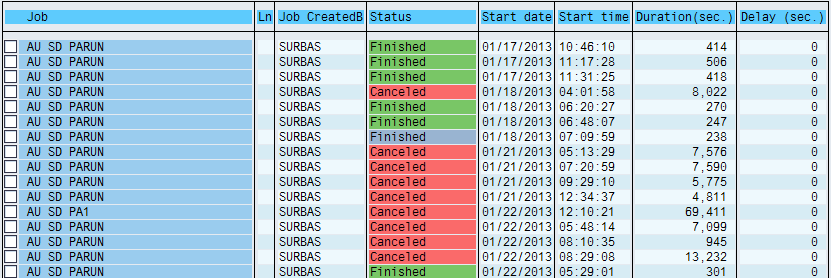 Job Ln Job CreatedB Status Start date Start time Duration(sec.) Delay (sec.)
AU SD PARUN SURBAS Finished 01/17/2013 10:46:10 414 0
AU SD PARUN SURBAS Finished 01/17/2013 11:17:28 506 0
AU SD PARUN SURBAS Finished 01/17/2013 11:31:25 418 0
AU SD PARUN SURBAS Canceled 01/18/2013 04:01:58 8,022 0
AU SD PARUN SURBAS Finished 01/18/2013 06:20:27 270 0
AU SD PARUN SURBAS Finished 01/18/2013 06:48:07 247 0
AU SD PARUN SURBAS Finished 01/18/2013 07:09:59 238 0
AU SD PARUN SURBAS Canceled 01/21/2013 05:13:29 7,576 0
AU SD PARUN SURBAS Canceled 01/21/2013 07:20:59 7,590 0
AU SD PARUN SURBAS Canceled 01/21/2013 09:29:10 5,775 0
AU SD PARUN SURBAS Canceled 01/21/2013 12:34:37 4,811 0
AU SD PA1 SURBAS Canceled 01/22/2013 12:10:21 69,411 0
AU SD PARUN SURBAS Canceled 01/22/2013 05:48:14 7,099 0
AU SD PARUN SURBAS Canceled 01/22/2013 08:10:35 945 0
AU SD PARUN SURBAS Canceled 01/22/2013 08:29:08 13,232 0
AU SD PARUN SURBAS Finished 01/22/2013 05:29:01 301 0